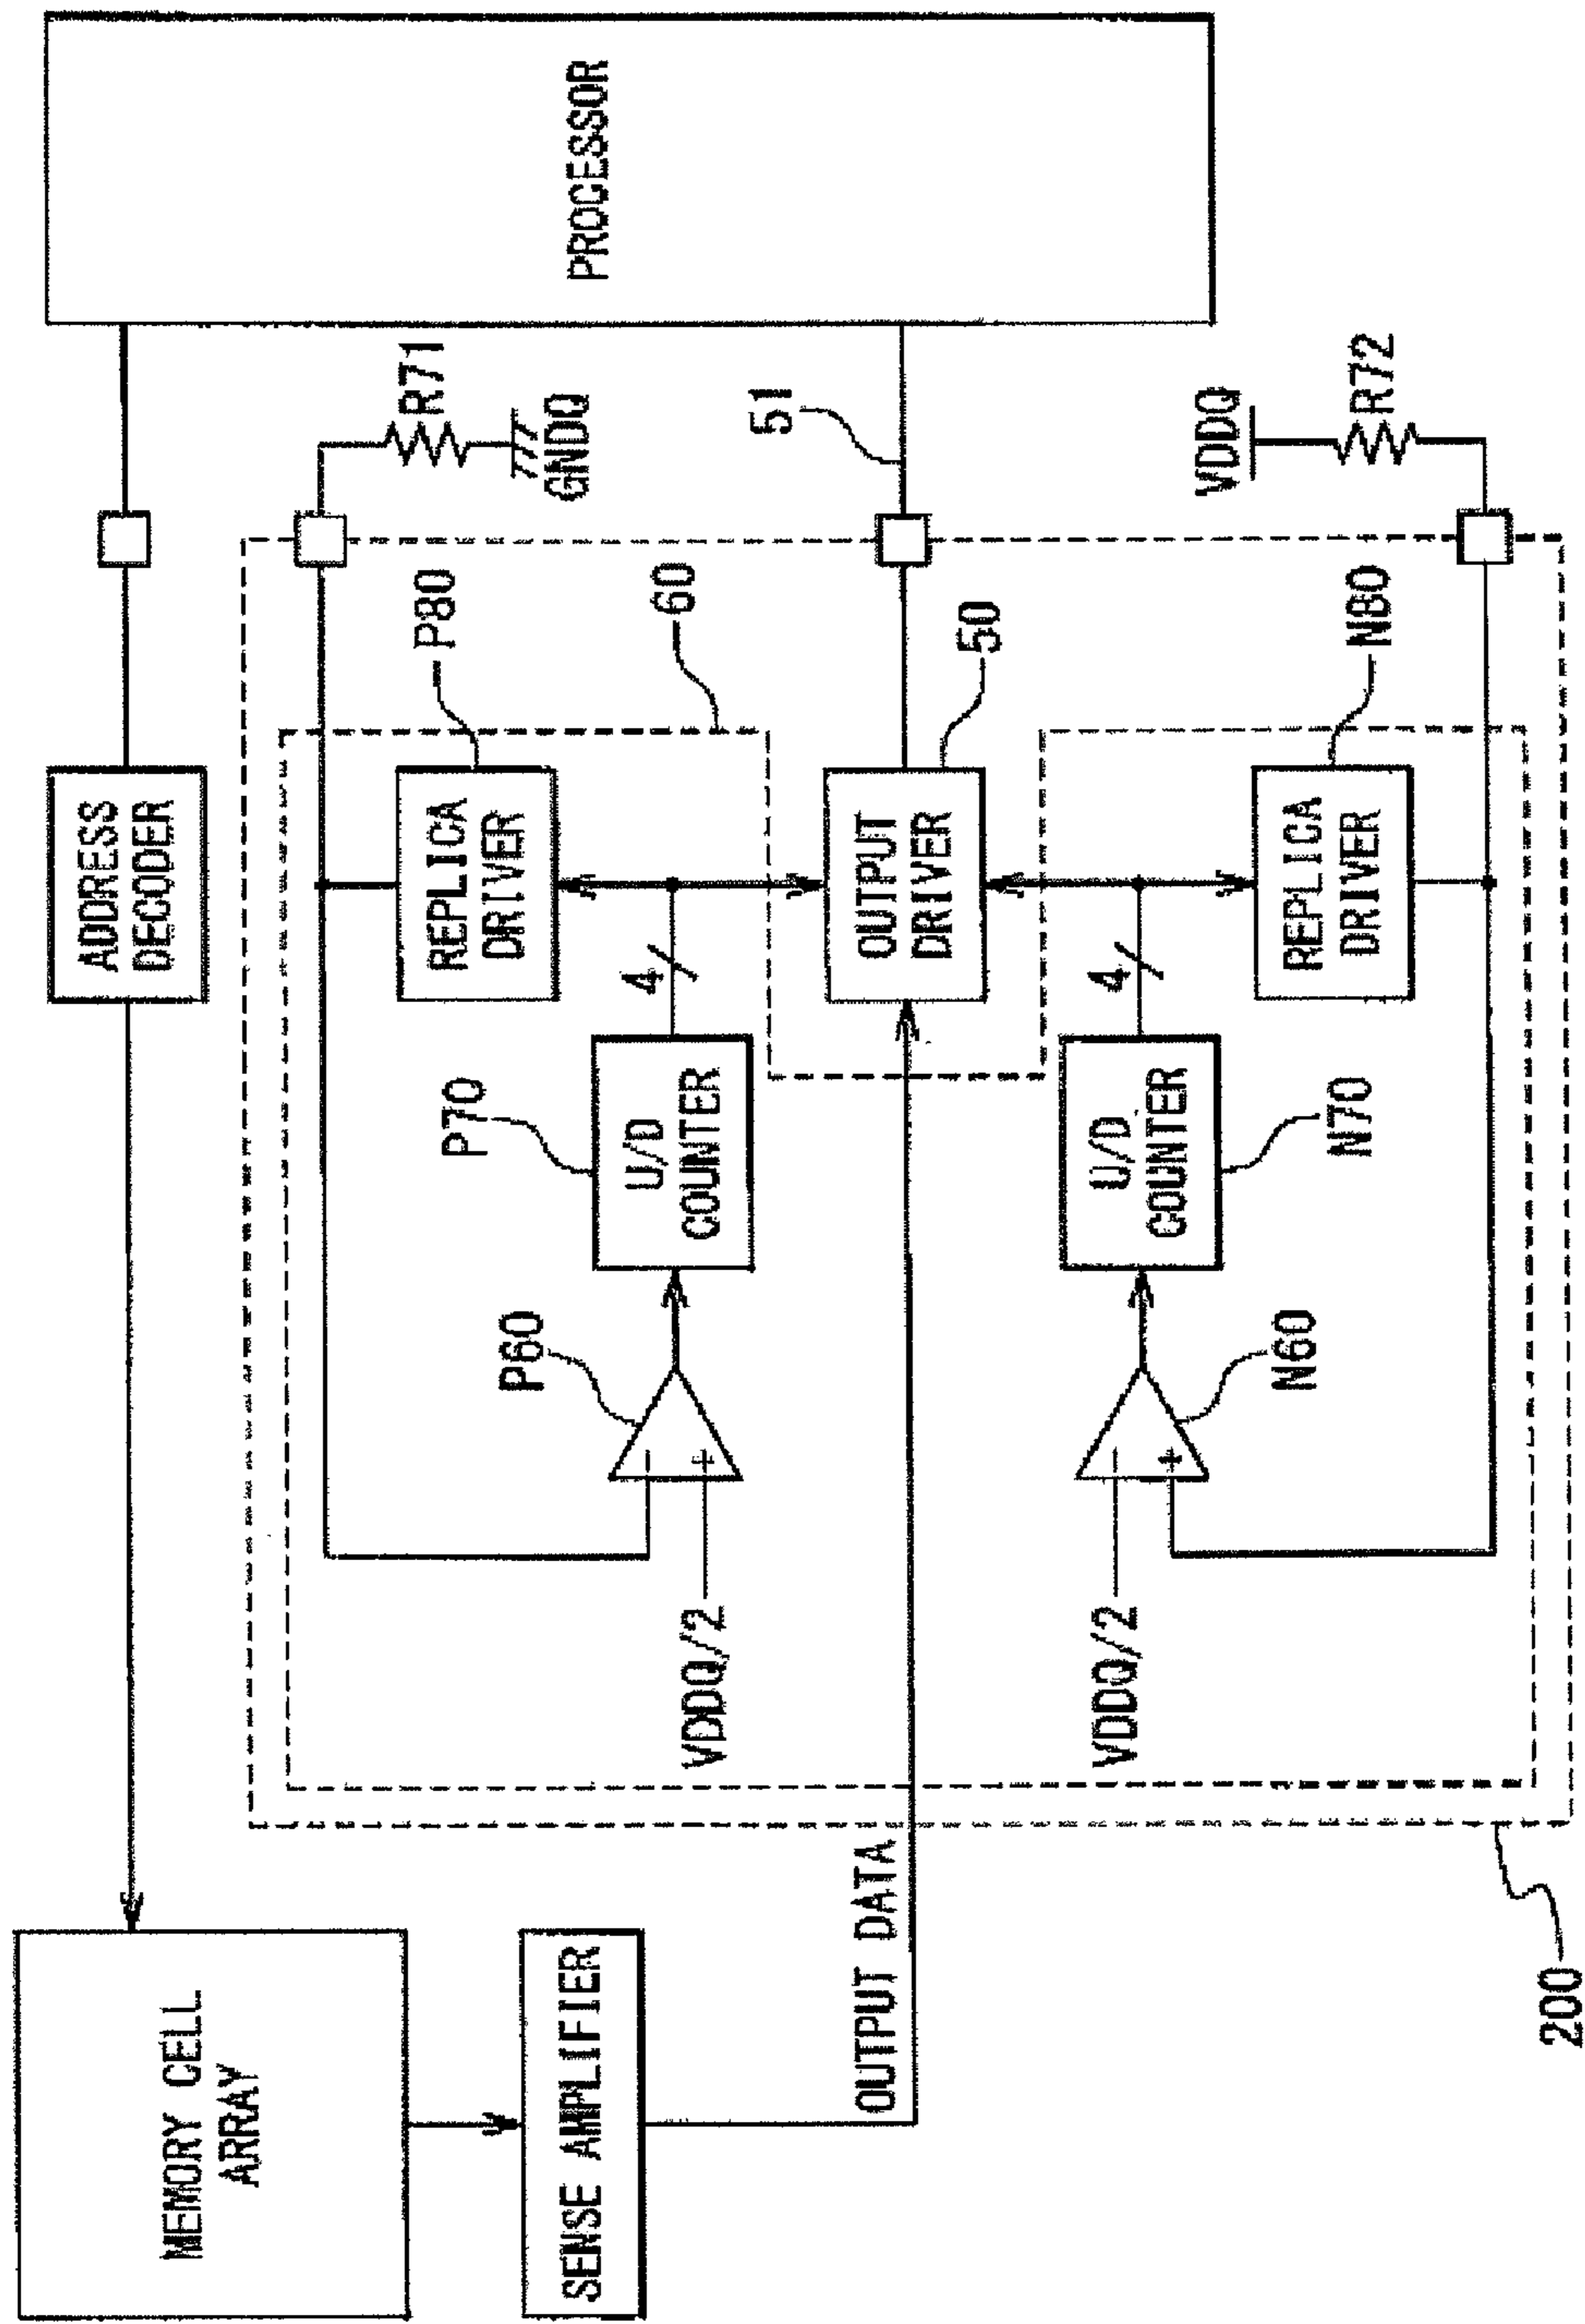 MEMORY CELL
ARRAY
ADDRESS
DECODER
PROCESSOR
SENSE AMPLIFIER
OUTPUT DATA
200
R71
GNDQ
P80
REPLICA
DRIVER
60
4
P70
U/D
COUNTER
P60
VDDQ/2
51
50
OUTPUT
DRIVER
VDDQ
R72
N80
REPLICA
DRIVER
4
U/D
COUNTER
N70
N60
VDDQ/2
- +
- +